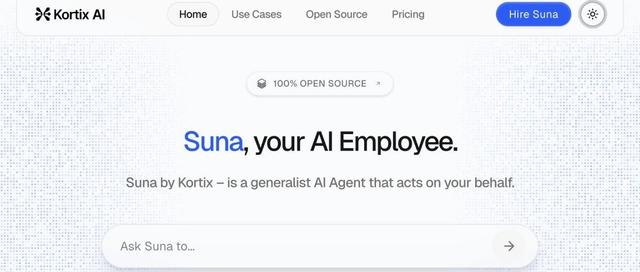 Kortix AI
Home
Use Cases
Open Source
Pricing
Hire Suna
100% OPEN SOURCE
Suna, your AI Employee.
Suna by Kortix – is a generalist AI Agent that acts on your behalf.
Ask Suna to...